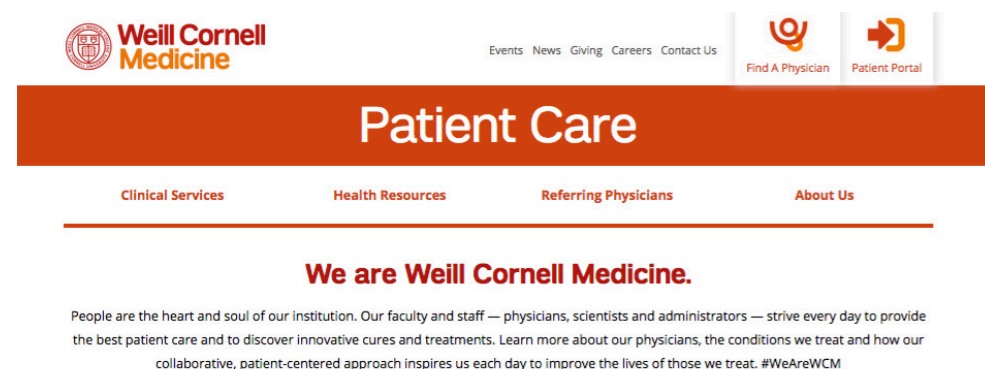 Weill Cornell
Medicine
Events News Giving Careers Contact Us
Find A Physician
Patient Portal
Patient Care
Clinical Services
Health Resources
Referring Physicians
About Us
We are Weill Cornell Medicine.
People are the heart and soul of our institution. Our faculty and staff — physicians, scientists and administrators — strive every day to provide
the best patient care and to discover innovative cures and treatments. Learn more about our physicians, the conditions we treat and how our
collaborative, patient-centered approach inspires us each day to improve the lives of those we treat. #WeAreWCM